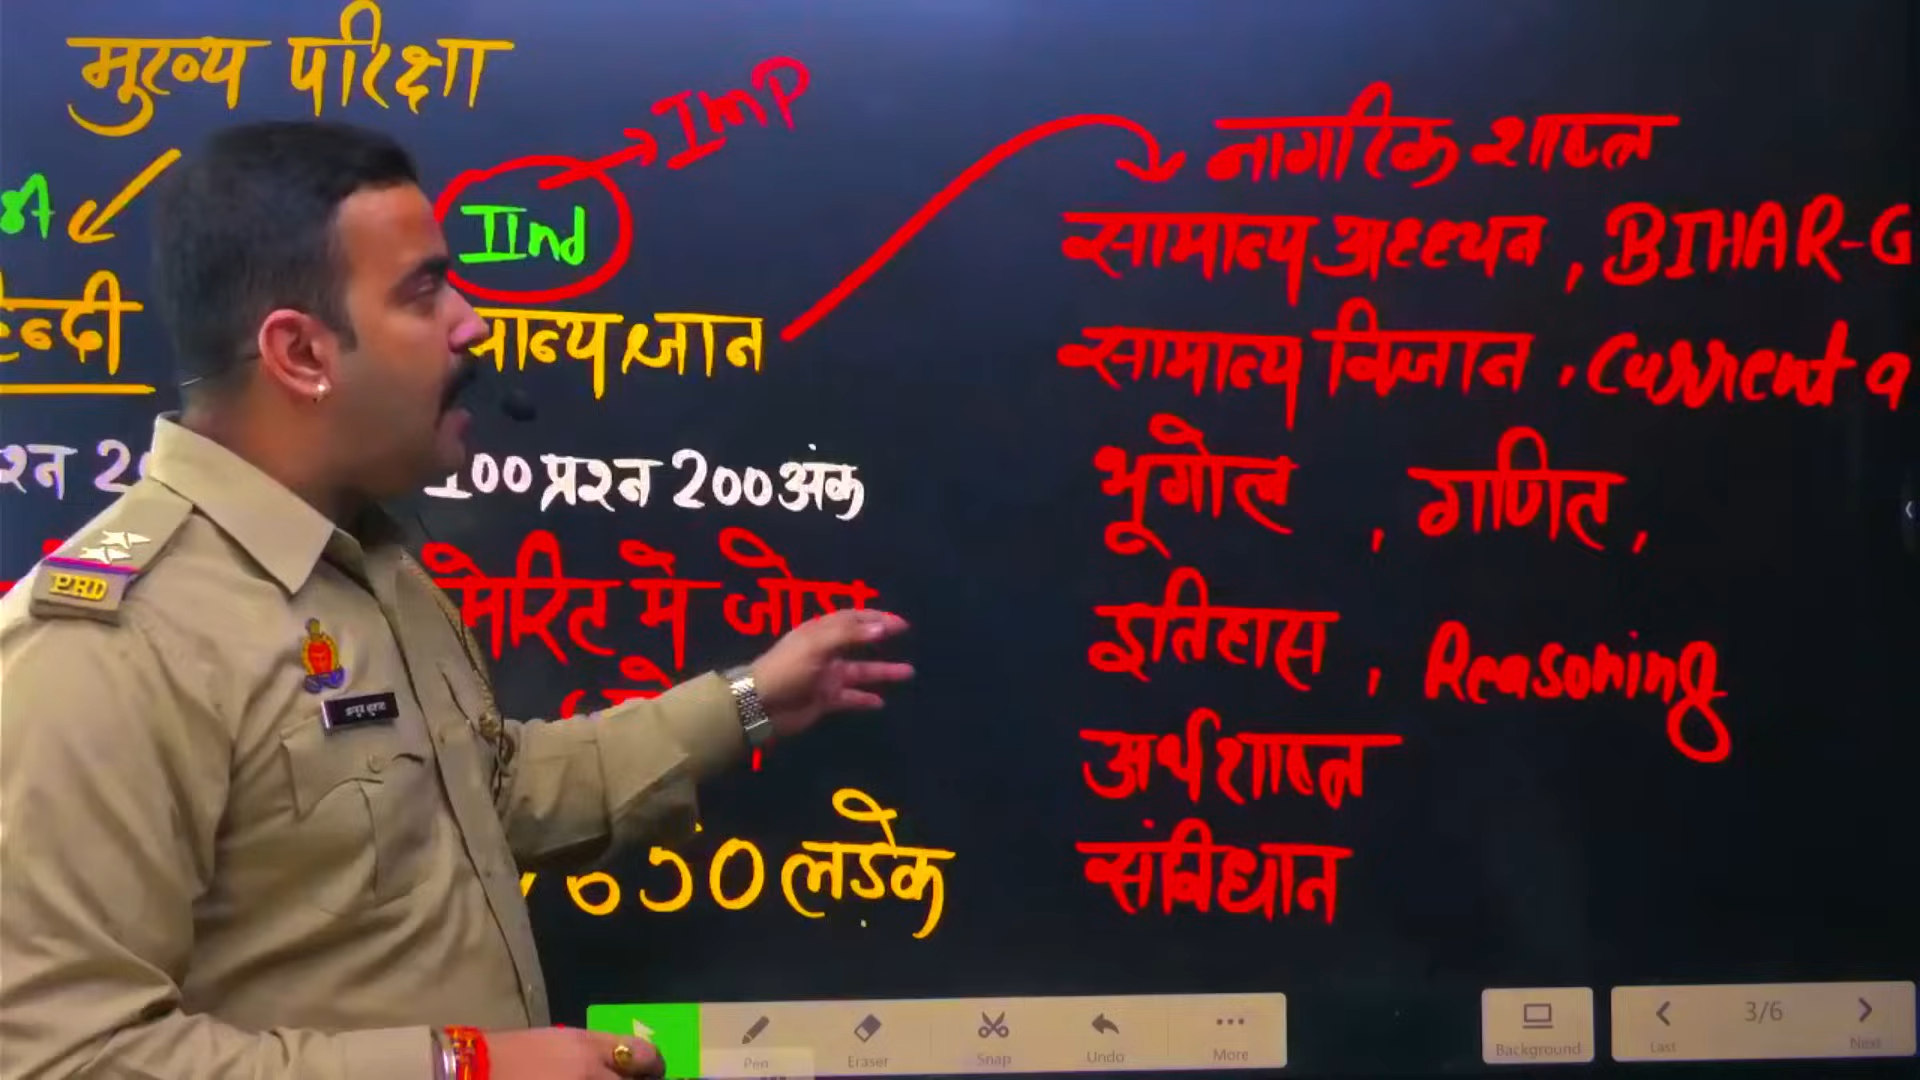 मुख्य परिक्षा
IMP
IInd
हिन्दी
ज्ञान
100 प्रश्न 200 अंक
मेरिट में
लड़के
नागरिक शास्त्र
सामान्य अध्ययन, BIHAR-G
सामान्य विज्ञान, Current a
भूगोल, गणित,
इतिहास, Reasoning
अर्थशास्त्र
संविधान
PRD
Pen
Eraser
Snap
Undo
More
Background
Last
3/6
Next